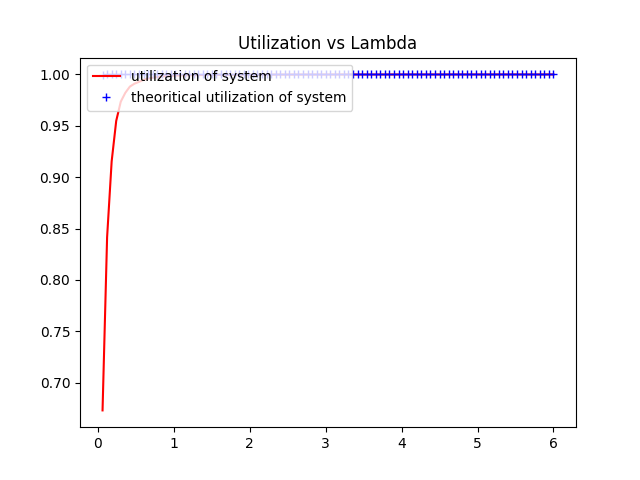 Utilization vs Lambda
utilization of system
theoritical utilization of system
1.00
0.95
0.90
0.85
0.80
0.75
0.70
0 1 2 3 4 5 6